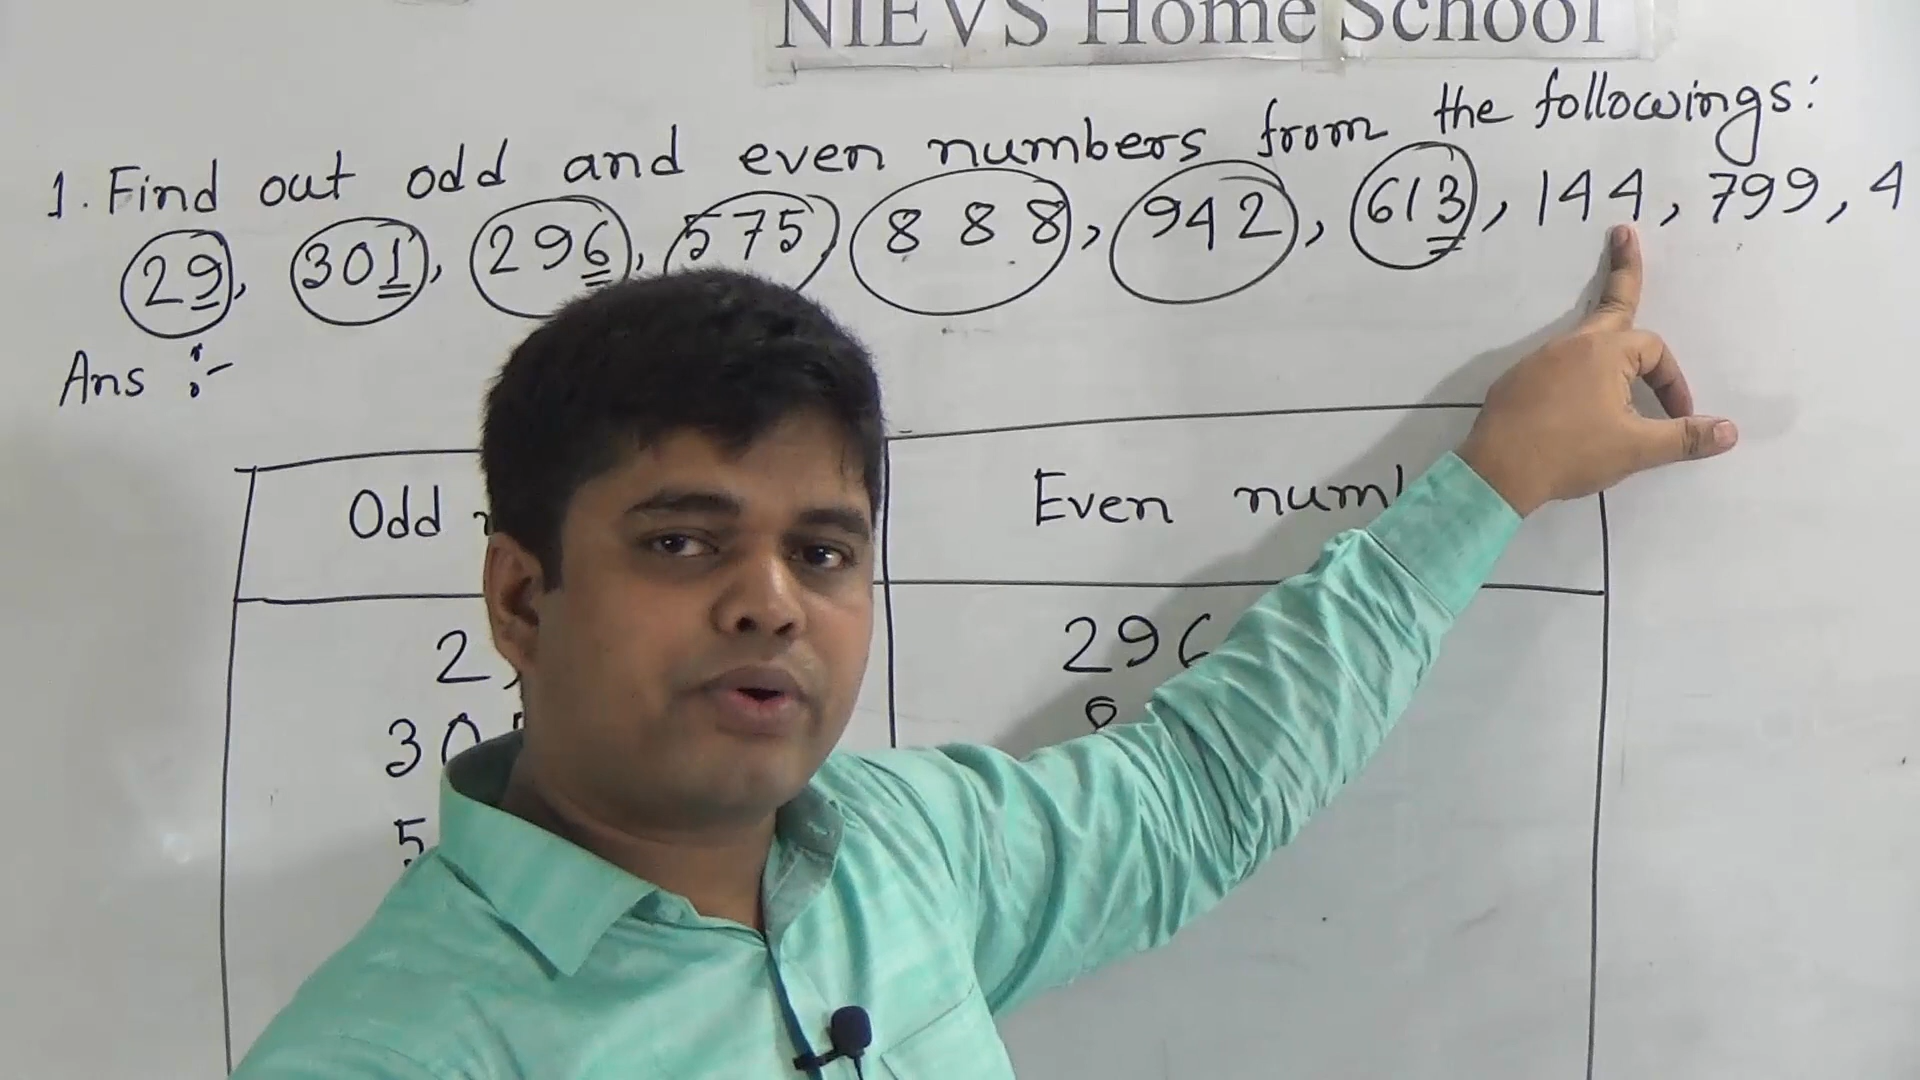 NIEVS Home School
1. Find out odd and even numbers from the followings:
29, 301, 296, 575, 888, 942, 613, 144, 799, 4
Ans :-
Odd
Even
296